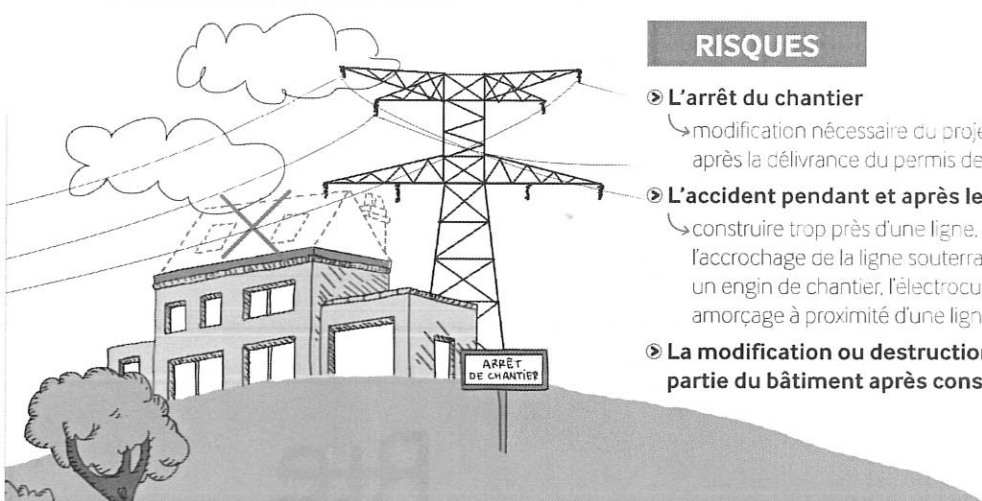 RISQUES
L'arrêt du chantier
modification nécessaire du proje
après la délivrance du permis de
L'accident pendant et après le
construire trop près d'une ligne,
l'accrochage de la ligne souterra
un engin de chantier, l'électrocu
amorçage à proximité d'une lign
La modification ou destruction
partie du bâtiment après cons
ARRÊT
DE CHANTIER